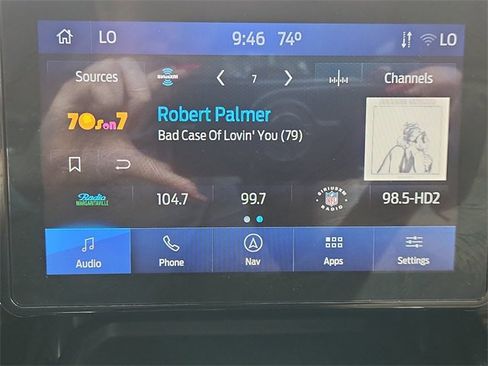 LO 9:46 74° LO
Sources SiriusXM 7 Channels
70s on 7
Robert Palmer
Bad Case Of Lovin' You (79)
Radio MARGARITAVILLE 104.7 99.7 SIRIUSXM NFL RADIO 98.5-HD2
Audio Phone Nav Apps Settings